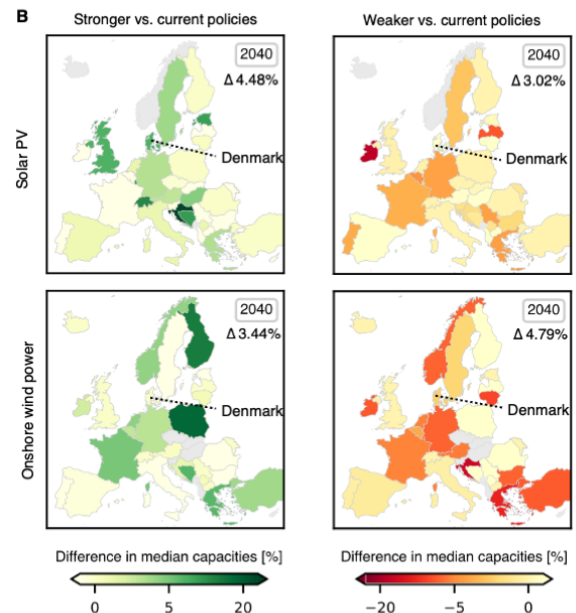 B
Stronger vs. current policies
Weaker vs. current policies
Solar PV
2040
Δ 4.48%
Denmark
2040
Δ 3.02%
Denmark
Onshore wind power
2040
Δ 3.44%
Denmark
2040
Δ 4.79%
Denmark
Difference in median capacities [%]
Difference in median capacities [%]
0 5 20
−20 −5 0